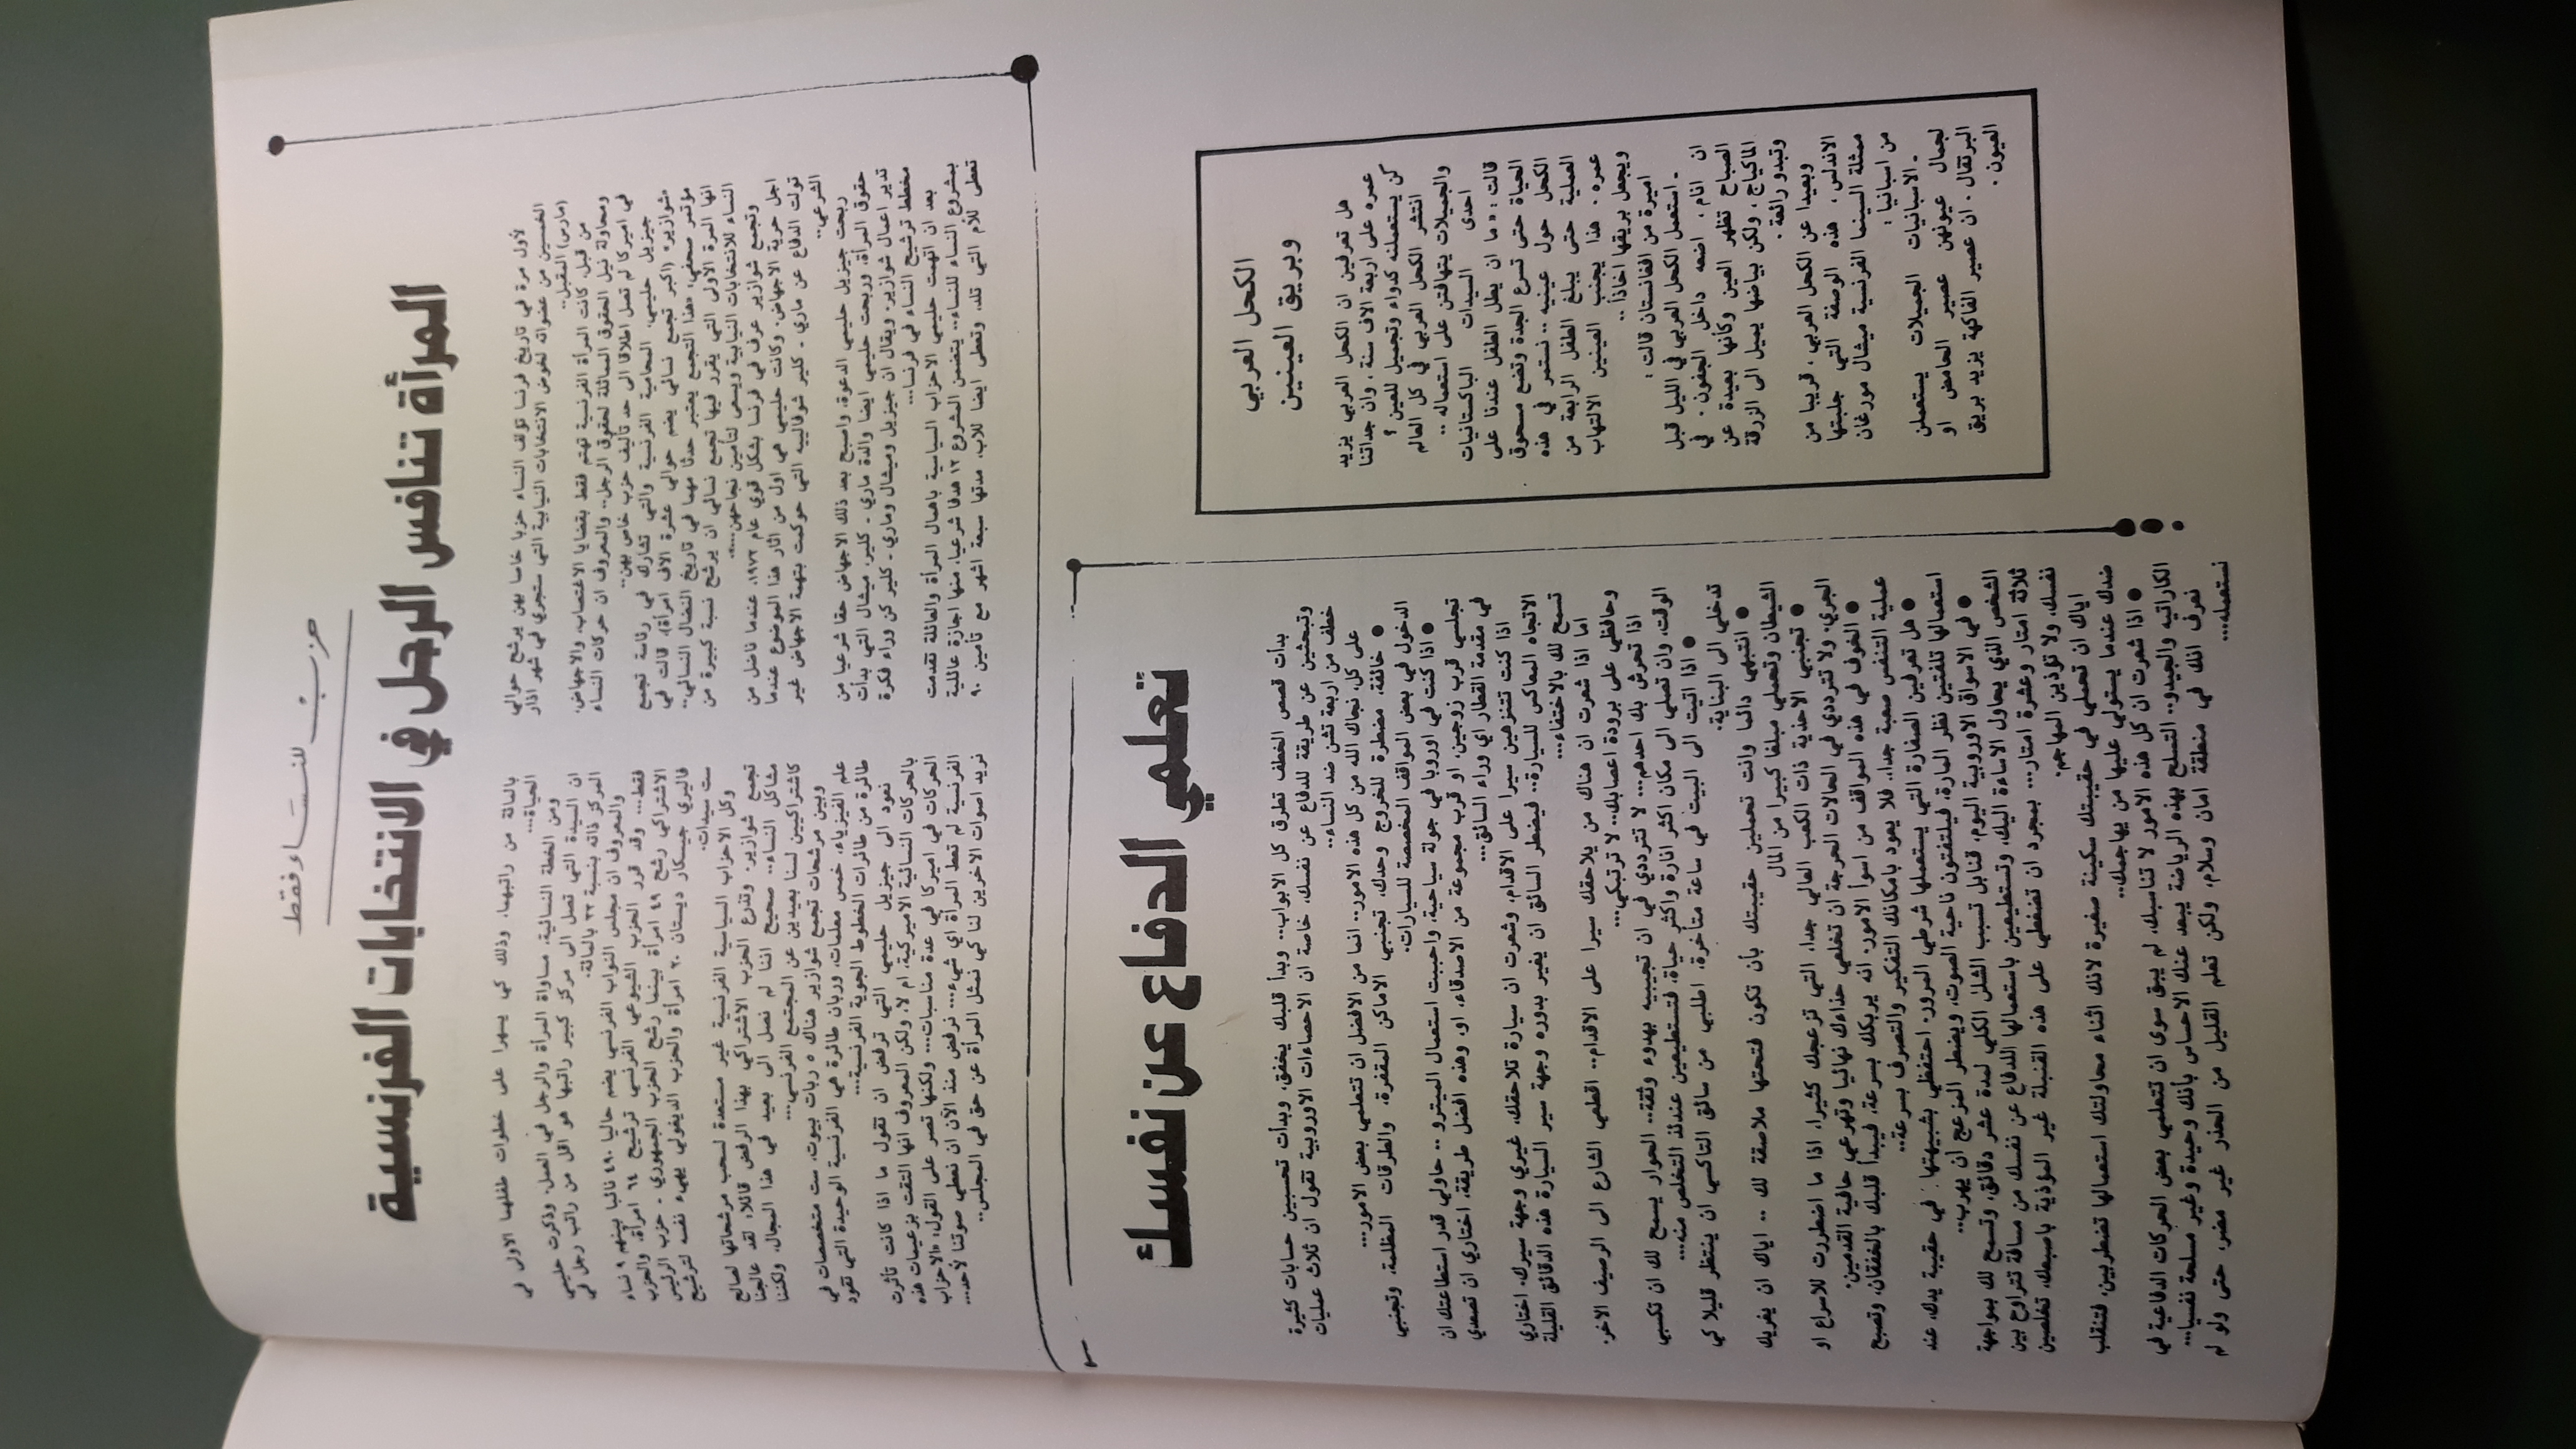 حزب للنساء فقط
المرأة تنافس الرجل في الانتخابات الفرنسية
لأول مرة في تاريخ فرنسا تؤلف النساء حزبا خاصا بهن يرشح حوالي
الخمسين من عضواته لخوض الانتخابات النيابية التي ستجري في شهر اذار
(مارس) المقبل..
من قبل، كانت المرأة الفرنسية تهتم فقط بقضايا الاغتصاب، والاجهاض،
ومحاولة نيل الحقوق المماثلة لحقوق الرجل.. والمعروف ان حركات النساء
في اميركا لم تصل اطلاقا الى حد تأليف حزب خاص بهن..
جيزيل حليمي، المحامية الفرنسية والتي تشارك في رئاسة تجمع
«شوازير» (اكبر تجمع نسائي يضم حوالي عشرة الاف امرأة)، قالت في
مؤتمر صحفي: «هذا التجمع يعتبر حدثا مهما في تاريخ النضال النسائي..
انها المرة الأولى التي يقرر فيها تجمع نسائي ان يرشح نسبة كبيرة من
النساء للانتخابات النيابية ويسعى لتأمين نجاحهن...».
وتجمع شوازير عرف في فرنسا بشكل قوي عام ١٩٧٢، عندما ناضل من
اجل حرية الاجهاض. وكانت حليمي هي اول من اثار هذا الموضوع عندما
تولت الدفاع عن ماري ـ كلير شوفالييه التي حوكمت بتهمة الاجهاض غير
الشرعي..
ربحت جيزيل حليمي الدعوة، واصبح بعد ذلك الاجهاض حقا شرعيا من
حقوق المرأة، وربحت حليمي ايضا والدة ماري ـ كلير، ميشال التي بدأت
تدير اعمال شوازير. ويقال ان جيزيل وميشال وماري ـ كلير كن وراء فكرة
مخطط ترشيح النساء في فرنسا...
بعد ان اتهمت حليمي الاحزاب السياسية باهمال المرأة والعائلة تقدمت
بمشروع النساء للنساء.. يتضمن المشروع ١٢ هدفا شرعيا، منها اجازة عائلية
تعطى للأم التي تلد، وتعطى ايضا للاب، مدتها سبعة اشهر مع تأمين ٩٠
بالمائة من راتبهما، وذلك كي يسهرا على خطوات طفلهما الاولى في
الحياة...
ومن الخطة النسائية، مساواة المرأة والرجل في العمل. وذكرت حليمي
ان السيدة التي تصل الى مركز كبير راتبها هو اقل من راتب رجل في
المركز ذاته بنسبة ٣٣ بالمائة.
والمعروف ان مجلس النواب الفرنسي يضم حاليا ٤٩٠ نائبا بينهم ٩ نساء
فقط... وقد قرر الحزب الشيوعي الفرنسي ترشيح ٦٤ امرأة، والحزب
الاشتراكي رشح ٤٩ امرأة بينما رشح الحزب الجمهوري ـ حزب الرئيس
فاليري جيسكار ديستان ٢٠ امرأة والحزب الديغولي يهيء نفسه لترشيح
ست سيدات.
وكل الاحزاب السياسية الفرنسية غير مستعدة لسحب مرشحاتها لصالح
تجمع شوازير. وتذرع الحزب الاشتراكي بهذا الرفض قائلا: لقد عالجنا
مشاكل النساء.. صحيح اننا لم نصل الى بعيد في هذا المجال، ولكننا
كاشتراكيين لسنا بعيدين عن المجتمع الفرنسي...
وبين مرشحات تجمع شوازير هناك ٥ ربات بيوت، ست متخصصات في
علم الفيزياء، خمس معلمات، وربان طائرة هي الفرنسية الوحيدة التي تقود
طائرة من طائرات الخطوط الجوية الفرنسية...
نعود الى جيزيل حليمي التي ترفض ان تقول ما اذا كانت تأثرت
بالحركات النسائية الاميركية، ام لا، ولكن المعروف انها التقت بزعيمات هذه
الحركات في اميركا في عدة مناسبات... ولكنها تصر على القول: «الاحزاب
الفرنسية لم تعط المرأة اي شيء... نرفض منذ الآن ان نعطي صوتنا لأحد...
نريد اصوات الاخرين لنا كي نمثل المرأة عن حق في المجلس..
الكحل العربي
وبريق العينين
هل تعرفين ان الكحل العربي يزيد
عمره على اربعة الاف سنة ، وان جداتنا
كن يستعملنه كدواء وتجميل للعين ؟
انتشر الكحل العربي في كل العالم
والجميلات يتهافتن على استعماله ..
احدى السيدات الباكستانيات
قالت : « ما ان يطل الطفل عندنا على
الحياة حتى تسرع الجدة وتضع مسحوق
الكحل حول عينيه .. نستمر في هذه
العملية حتى يبلغ الطفل الرابعة من
عمره . هذا يجنب العينين الالتهاب
ويجعل بريقها اخاذاً ..
اميرة من افغانستان قالت :
ـ استعمل الكحل العربي في الليل قبل
ان انام ، اضعه داخل الجفون . في
الصباح تظهر العين وكأنها بعيدة عن
الماكياج ، ولكن بياضها يميل الى الزرقة
وتبدو رائعة .
وبعيدا عن الكحل العربي ، قريبا من
الاندلس ، هذه الوصفة التي جلبتها
ممثلة السينما الفرنسية ميشال مورغان
من اسبانيا :
ـ الاسبانيات الجميلات يستعملن
لجمال عيونهن عصير الحامض او
البرتقال . ان عصير الفاكهة يزيد بريق
العيون .
تعلمي الدفاع عن نفسك
بدأت قصص الخطف تطرق كل الابواب.. وبدأ قلبك يخفق، وبدأت تحسبين حسابات كثيرة
وتبحثين عن طريقة للدفاع عن نفسك، خاصة ان الاحصاءات الاوروبية تقول ان ثلاث عمليات
خطف من اربعة تشن ضد النساء..
على كل، نجاك الله من كل هذه الامور.. انما من الافضل ان تتعلمي بعض الامور...
● خائفة، مضطرة للخروج وحدك، تجنبي الاماكن المقفرة، والطرقات المظلمة، وتجنبي
الدخول في بعض المواقف المخصصة للسيارات.
● اذا كنت في اوروبا في جولة سياحية، واحببت استعمال الميترو .. حاولي قدر استطاعتك ان
تجلسي قرب زوجين، او قرب مجموعة من الاصدقاء، او، وهذه افضل طريقة، اختاري ان تصعدي
في مقدمة القطار اي وراء السائق...
اذا كنت تتنزهين سيرا على الاقدام، وشعرت ان سيارة تلاحقك، غيري وجهة سيرك. اختاري
الاتجاه المعاكس للسيارة.. فيضطر السائق ان يغير بدوره وجهة سير السيارة هذه الدقائق القليلة
تسمح لك بالاختفاء...
اما اذا شعرت ان هناك من يلاحقك سيرا على الاقدام.. اقطعي الشارع الى الرصيف الاخر.
وحافظي على برودة اعصابك.. لا ترتبكي...
اذا تحرش بك احدهم... لا تترددي في ان تجيبيه بهدوء وثقة.. الحوار يسمح لك ان تكسبي
الوقت، وان تصلي الى مكان اكثر انارة واكثر حياة، فتستطيعين عندئذ التخلص منه...
● اذا اتيت الى البيت في ساعة متأخرة، اطلبي من سائق التاكسي ان ينتظر قليلا كي
تدخلي الى البناية.
● انتبهي دائما وانت تحملين حقيبتك بأن تكون فتحتها ملاصقة لك .. اياك ان يغريك
الشيطان وتحملي مبلغا كبيرا من المال
● تجنبي الاحذية ذات الكعب العالي جدا، التي تزعجك كثيرا، اذا ما اضطررت للاسراع او
الجري. ولا تترددي في الحالات الحرجة ان تخلعي حذاءك نهائيا وتهرعي حافية القدمين.
● الخوف في هذه المواقف من اسوأ الامور. انه يربكك بسرعة، فيبدأ قلبك بالخفقان، وتصبح
عملية التنفس صعبة جدا.. فلا يعود بامكانك التفكير والتصرف بسرعة..
● هل تعرفين الصفارة التي يستعملها شرطي المرور. احتفظي بشبيهتها في حقيبة يدك، عند
استعمالها تلفتين نظر المارة، فيلتفتون ناحية الصوت، ويضطر المزعج أن يهرب..
● في الاسواق الاوروبية اليوم، قنابل تسبب الشلل الكلي لمدة عشر دقائق، وتسمح لك بمواجهة
الشخص الذي يحاول الاساءة اليك، وتستطيعين باستعمالها اللدفاع عن نفسك من مسافة تتراوح بين
ثلاثة امتار وعشرة امتار... بمجرد ان تضغطي على هذه القنبلة غير المؤذية باصبعك، تخلصين
نفسك، ولا تؤذين المهاجم.
اياك ان تحملي في حقيبتك سكينة صغيرة لانك اثناء محاولتك استعمالها تضطربين، فتنقلب
ضدك عندما يستولي عليها من يهاجمك..
● اذا شعرت ان كل هذه الامور لا تناسبك، لم يبق سوى ان تتعلمي بعض الحركات الدفاعية في
الكاراتيه والجيدو.. التسلح بهذه الرياضة يبعد عنك الاحساس بأنك وحيدة وغير مسلحة نفسيا...
نعرف انك في منطقة امان وسلام، ولكن تعلم القليل من الحذر غير مضر، حتى ولو لم
نستعمله...